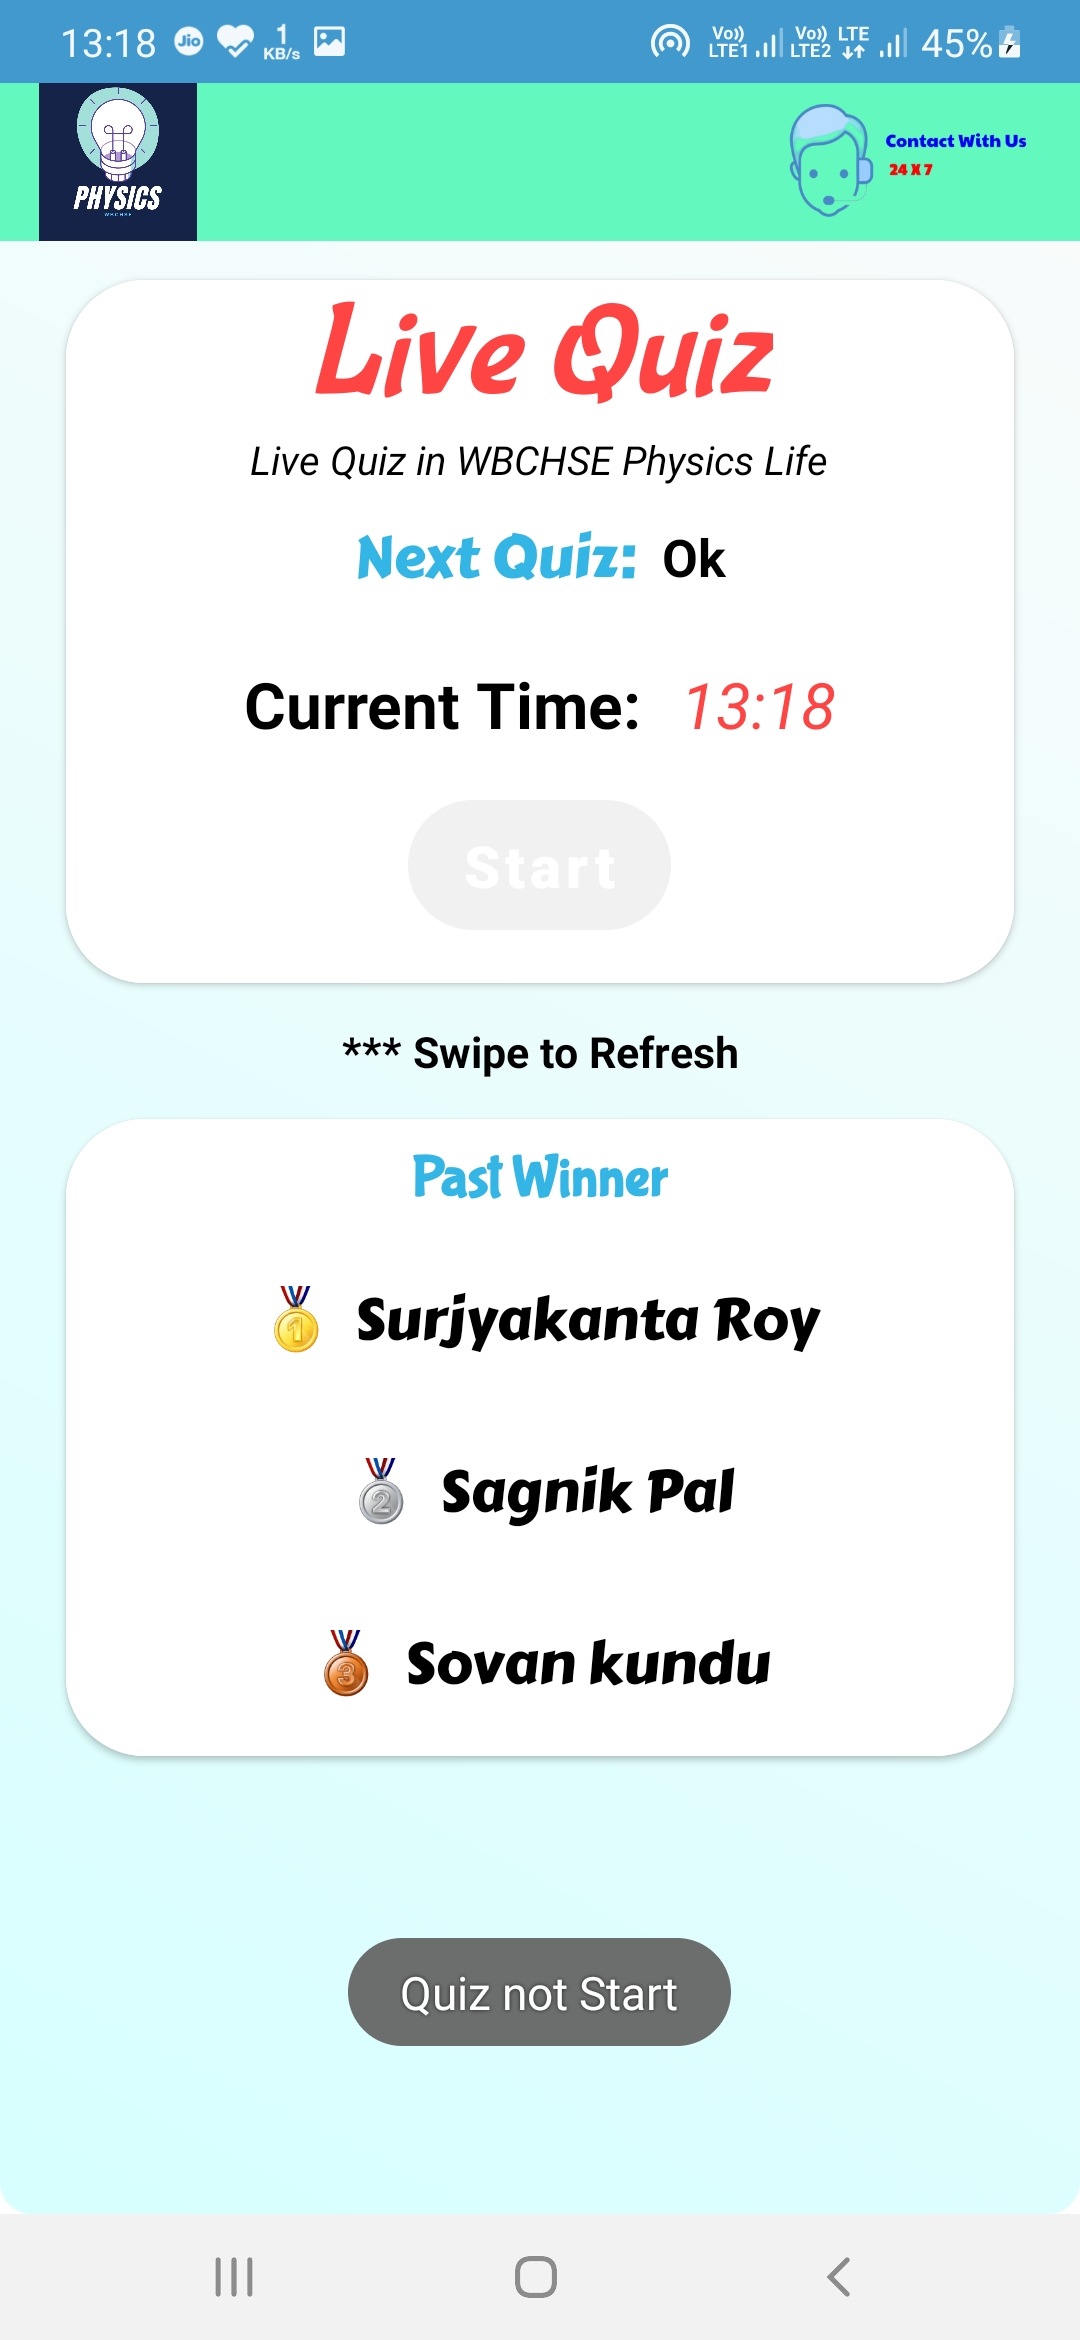 13:18 Jio 1 KB/s Vo)) LTE1 Vo)) LTE2 LTE 45%
PHYSICS
WBCHSE
Contact With Us
24 X 7
Live Quiz
Live Quiz in WBCHSE Physics Life
Next Quiz: Ok
Current Time: 13:18
Start
*** Swipe to Refresh
Past Winner
1 Surjyakanta Roy
2 Sagnik Pal
3 Sovan kundu
Quiz not Start